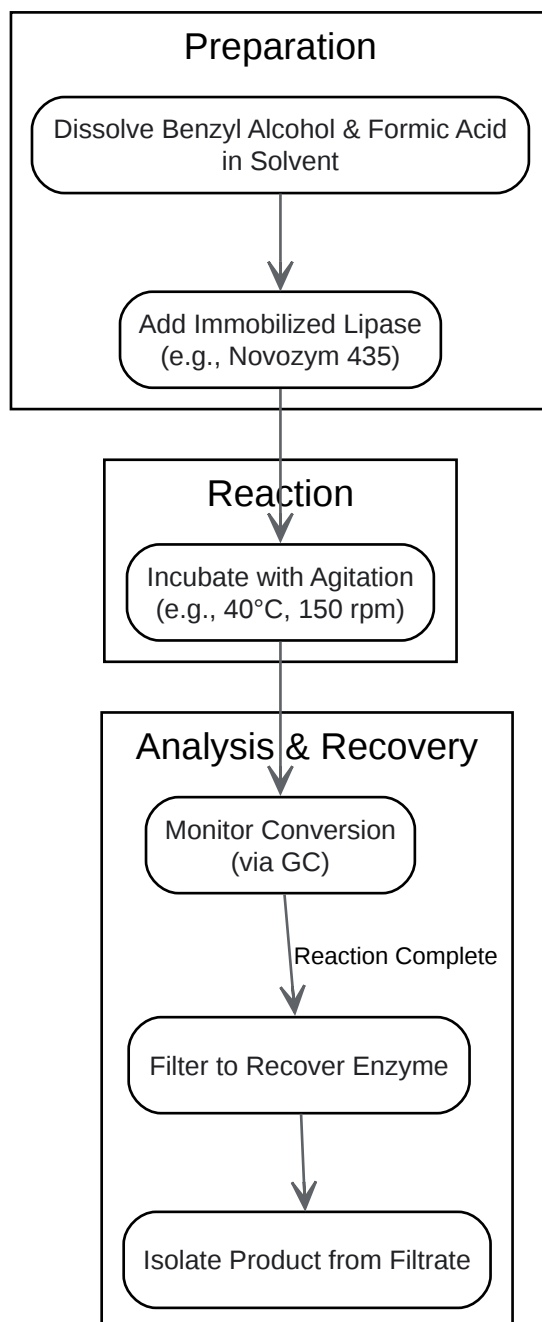 Preparation
Dissolve Benzyl Alcohol & Formic Acid
in Solvent
Add Immobilized Lipase
(e.g., Novozym 435)
Reaction
Incubate with Agitation
(e.g., 40°C, 150 rpm)
Analysis & Recovery
Monitor Conversion
(via GC)
Reaction Complete
Filter to Recover Enzyme
Isolate Product from Filtrate